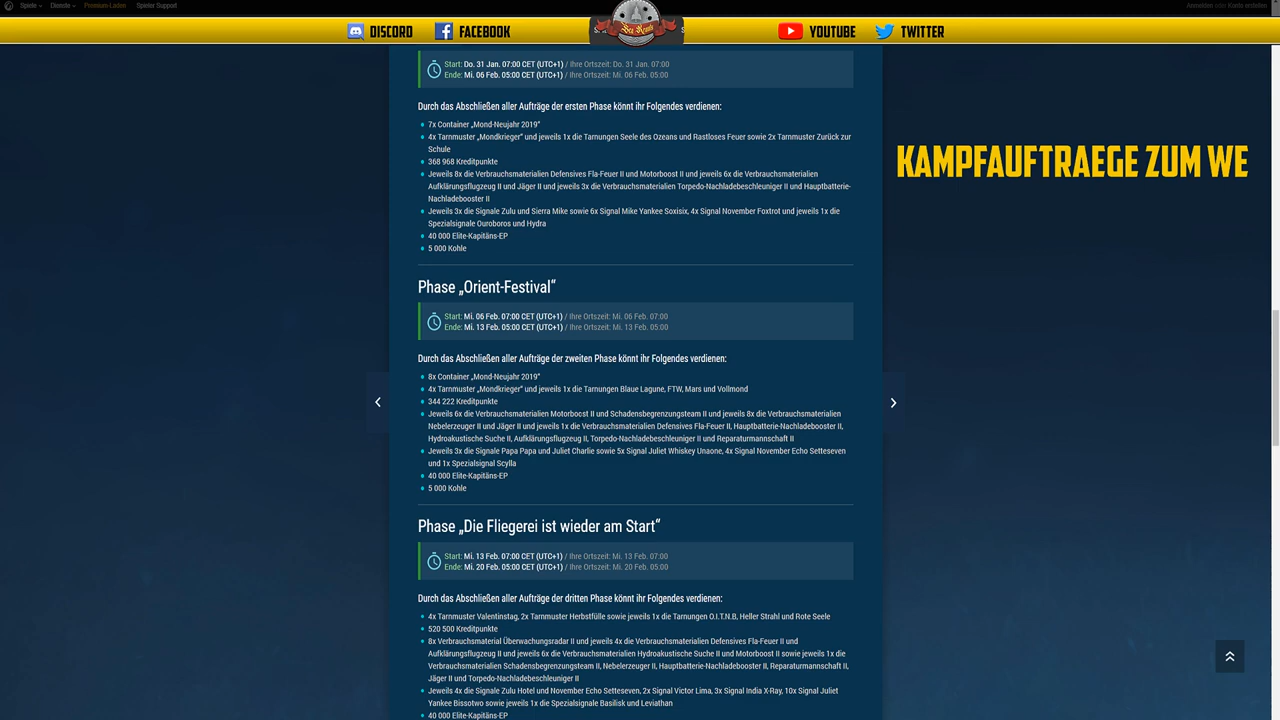 Spiele
Dienste
Premium-Laden
Spieler Support
Anmelden oder Konto erstellen
DISCORD
FACEBOOK
YOUTUBE
TWITTER
Start: Do. 31 Jan. 07:00 CET (UTC+1) / Ihre Ortszeit: Do. 31 Jan. 07:00
Ende: Mi. 06 Feb. 05:00 CET (UTC+1) / Ihre Ortszeit: Mi. 06 Feb. 05:00
Durch das Abschließen aller Aufträge der ersten Phase könnt ihr Folgendes verdienen:
7x Container „Mond-Neujahr 2019“
4x Tarnmuster „Mondkrieger“ und jeweils 1x die Tarnungen Seele des Ozeans und Rastloses Feuer sowie 2x Tarnmuster Zurück zur
Schule
368 968 Kreditpunkte
Jeweils 8x die Verbrauchsmaterialien Defensives Fla-Feuer II und Motorboost II und jeweils 6x die Verbrauchsmaterialien
Aufklärungsflugzeug II und Jäger II und jeweils 3x die Verbrauchsmaterialien Torpedo-Nachladebeschleuniger II und Hauptbatterie-
Nachladebooster II
Jeweils 3x die Signale Zulu und Sierra Mike sowie 6x Signal Mike Yankee Soxisix, 4x Signal November Foxtrot und jeweils 1x die
Spezialsignale Ouroboros und Hydra
40 000 Elite-Kapitäns-EP
5 000 Kohle
KAMPFAUFTRAEGE ZUM WE
Phase „Orient-Festival“
Start: Mi. 06 Feb. 07:00 CET (UTC+1) / Ihre Ortszeit: Mi. 06 Feb. 07:00
Ende: Mi. 13 Feb. 05:00 CET (UTC+1) / Ihre Ortszeit: Mi. 13 Feb. 05:00
Durch das Abschließen aller Aufträge der zweiten Phase könnt ihr Folgendes verdienen:
8x Container „Mond-Neujahr 2019“
4x Tarnmuster „Mondkrieger“ und jeweils 1x die Tarnungen Blaue Lagune, FTW, Mars und Vollmond
344 222 Kreditpunkte
Jeweils 6x die Verbrauchsmaterialien Motorboost II und Schadensbegrenzungsteam II und jeweils 8x die Verbrauchsmaterialien
Nebelerzeuger II und Jäger II und jeweils 1x die Verbrauchsmaterialien Defensives Fla-Feuer II, Hauptbatterie-Nachladebooster II,
Hydroakustische Suche II, Aufklärungsflugzeug II, Torpedo-Nachladebeschleuniger II und Reparaturmannschaft II
Jeweils 3x die Signale Papa Papa und Juliet Charlie sowie 5x Signal Juliet Whiskey Unaone, 4x Signal November Echo Setteseven
und 1x Spezialsignal Scylla
40 000 Elite-Kapitäns-EP
5 000 Kohle
Phase „Die Fliegerei ist wieder am Start“
Start: Mi. 13 Feb. 07:00 CET (UTC+1) / Ihre Ortszeit: Mi. 13 Feb. 07:00
Ende: Mi. 20 Feb. 05:00 CET (UTC+1) / Ihre Ortszeit: Mi. 20 Feb. 05:00
Durch das Abschließen aller Aufträge der dritten Phase könnt ihr Folgendes verdienen:
4x Tarnmuster Valentinstag, 2x Tarnmuster Herbstfülle sowie jeweils 1x die Tarnungen O.I.T.N.B, Heller Strahl und Rote Seele
520 500 Kreditpunkte
8x Verbrauchsmaterial Überwachungsradar II und jeweils 4x die Verbrauchsmaterialien Defensives Fla-Feuer II und
Aufklärungsflugzeug II und jeweils 6x die Verbrauchsmaterialien Hydroakustische Suche II und Motorboost II sowie jeweils 1x die
Verbrauchsmaterialien Schadensbegrenzungsteam II, Nebelerzeuger II, Hauptbatterie-Nachladebooster II, Reparaturmannschaft II,
Jäger II und Torpedo-Nachladebeschleuniger II
Jeweils 4x die Signale Zulu Hotel und November Echo Setteseven, 2x Signal Victor Lima, 3x Signal India X-Ray, 10x Signal Juliet
Yankee Bissotwo sowie jeweils 1x die Spezialsignale Basilisk und Leviathan
40 000 Elite-Kapitäns-EP